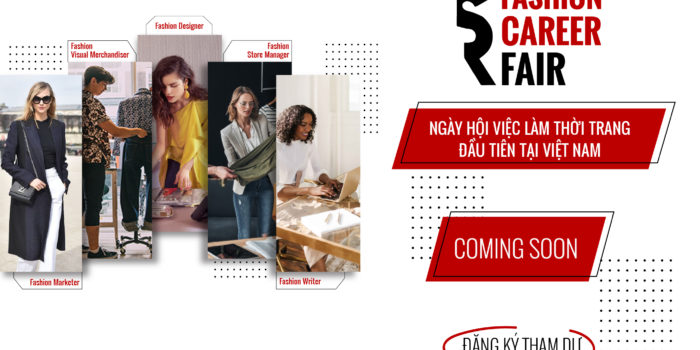 Fashion Designer
Fashion
Visual Merchandiser
Fashion
Store Manager
Fashion Marketer
Fashion Writer
FASHION
CAREER
FAIR
NGÀY HỘI VIỆC LÀM THỜI TRANG
ĐẦU TIÊN TẠI VIỆT NAM
COMING SOON
ĐĂNG KÝ THAM DỰ